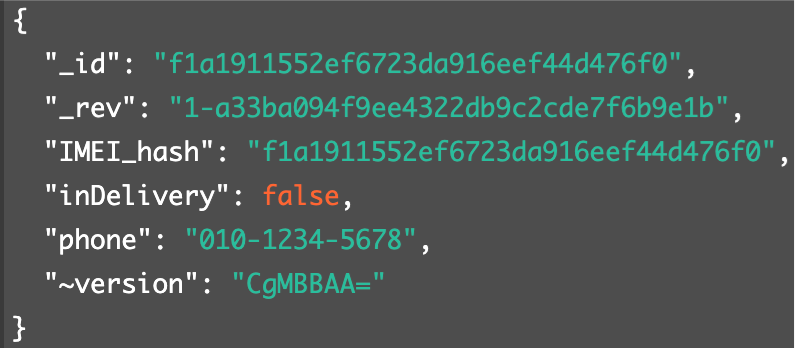 {
"_id": "f1a1911552ef6723da916eef44d476f0",
"_rev": "1-a33ba094f9ee4322db9c2cde7f6b9e1b",
"IMEI_hash": "f1a1911552ef6723da916eef44d476f0",
"inDelivery": false,
"phone": "010-1234-5678",
"~version": "CgMBBAA="
}